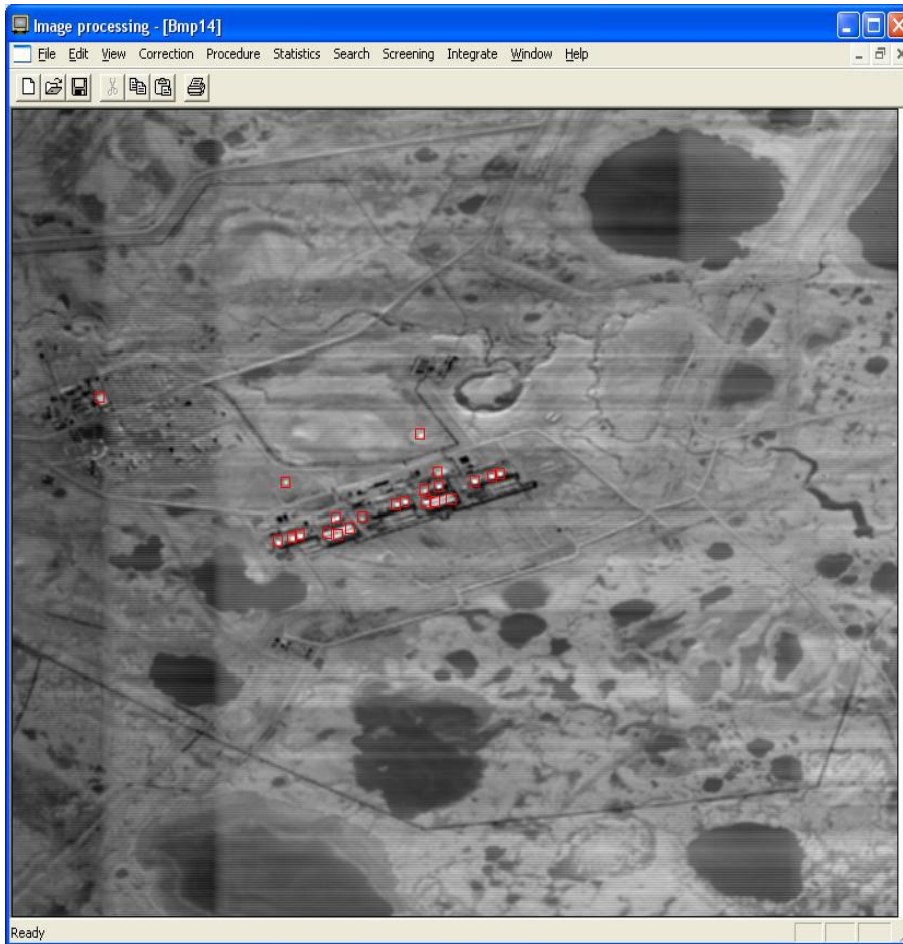 Image processing - [Bmp14]
File Edit View Correction Procedure Statistics Search Screening Integrate Window Help
Ready